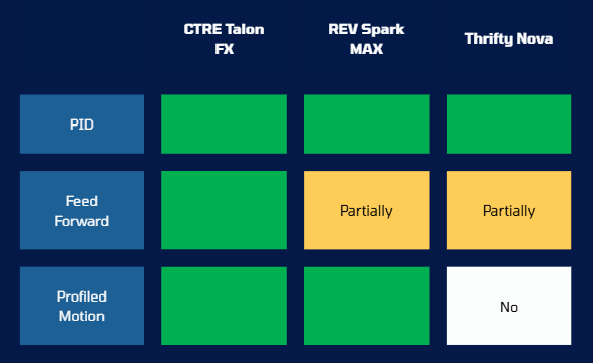 CTRE Talon
FX
REV Spark
MAX
Thrifty Nova
PID
Feed
Forward
Partially
Partially
Profiled
Motion
No